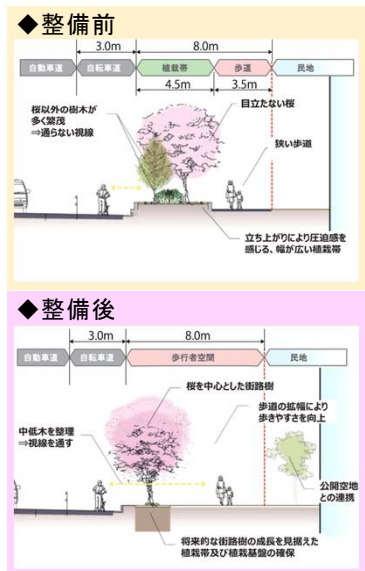 ◆整備前
3.0m
8.0m
自動車道
自転車道
植栽帯
歩道
民地
4.5m
3.5m
桜以外の樹木が
多く繁茂
⇒通らない視線
目立たない桜
狭い歩道
立ち上がりにより圧迫感を
感じる、幅が広い植栽帯
◆整備後
3.0m
8.0m
自動車道
自転車道
歩行者空間
民地
桜を中心とした街路樹
中低木を整理
⇒視線を通す
歩道の拡幅により
歩きやすさを向上
公開空地
との連携
将来的な街路樹の成長を見据えた
植栽帯及び植栽基盤の確保